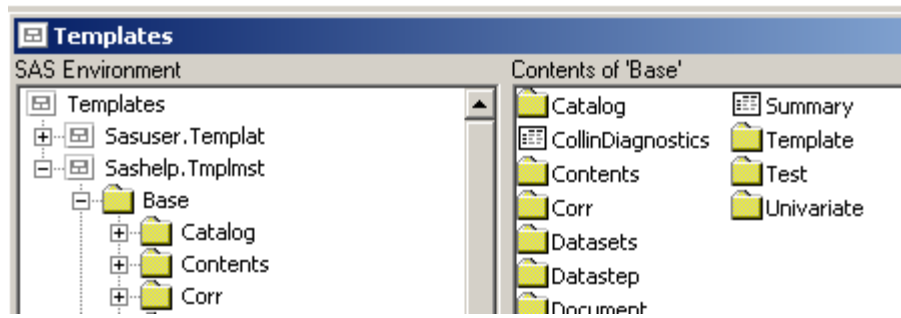 Templates
SAS Environment
Templates
Sasuser.Templat
Sashelp.Tmplmst
Base
Catalog
Contents
Corr
Contents of 'Base'
Catalog
CollinDiagnostics
Contents
Corr
Datasets
Datastep
Document
Summary
Template
Test
Univariate